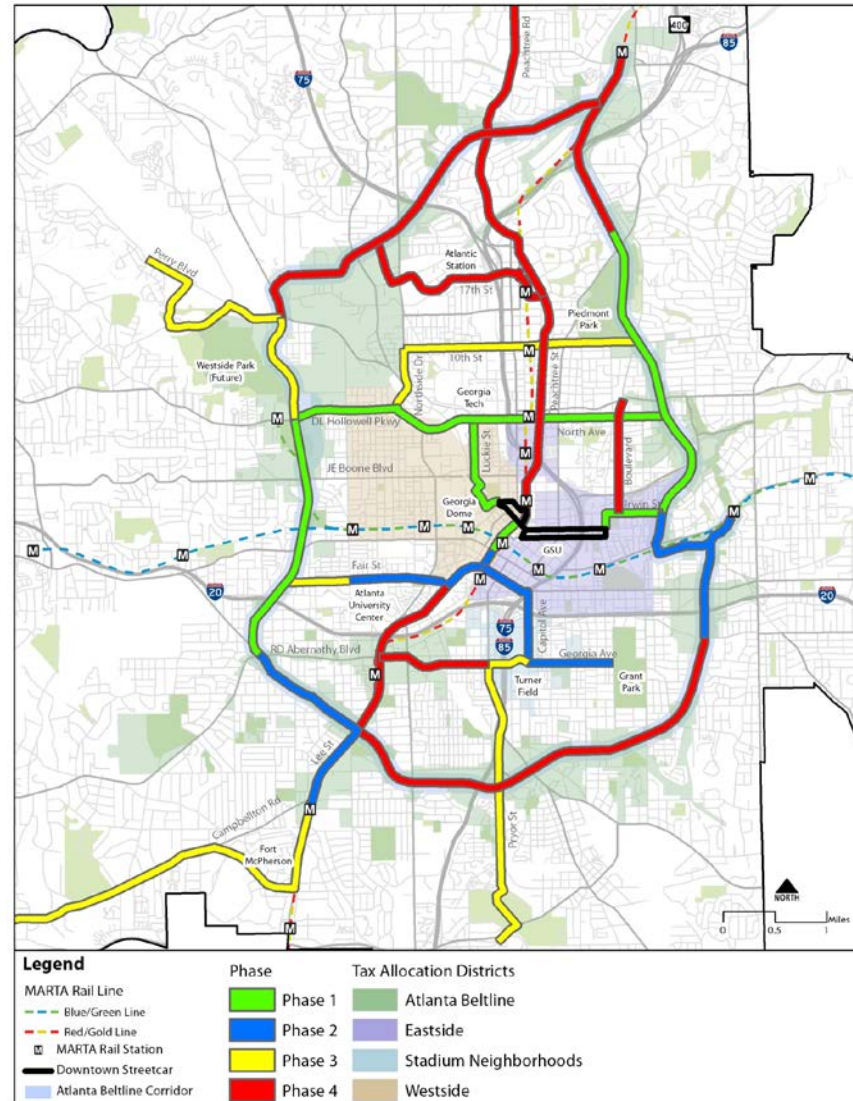 400
85
75
Peachtree Rd
M
Perry Blvd
Atlantic
Station
17th St
M
Piedmont
Park
Westside Park
(Future)
Northside Dr
10th St
M
Peachtree St
Georgia
Tech
M
DL Hollowell Pkwy
M
North Ave
Luckie St
Boulevard
JE Boone Blvd
M
M
Georgia
Dome
M
Irwin St
M
M
M
M
M
M
M
GSU
M
M
Fair St
M
20
Atlanta
University
Center
75
85
Capitol Ave
20
RD Abernathy Blvd
M
Georgia Ave
Turner
Field
Grant
Park
Lee St
M
Campbellton Rd
Fort
McPherson
Pryor St
M
NORTH
0 0.5 1 Miles
Legend
MARTA Rail Line
Blue/Green Line
Red/Gold Line
M MARTA Rail Station
Downtown Streetcar
Atlanta Beltline Corridor
Phase
Phase 1
Phase 2
Phase 3
Phase 4
Tax Allocation Districts
Atlanta Beltline
Eastside
Stadium Neighborhoods
Westside